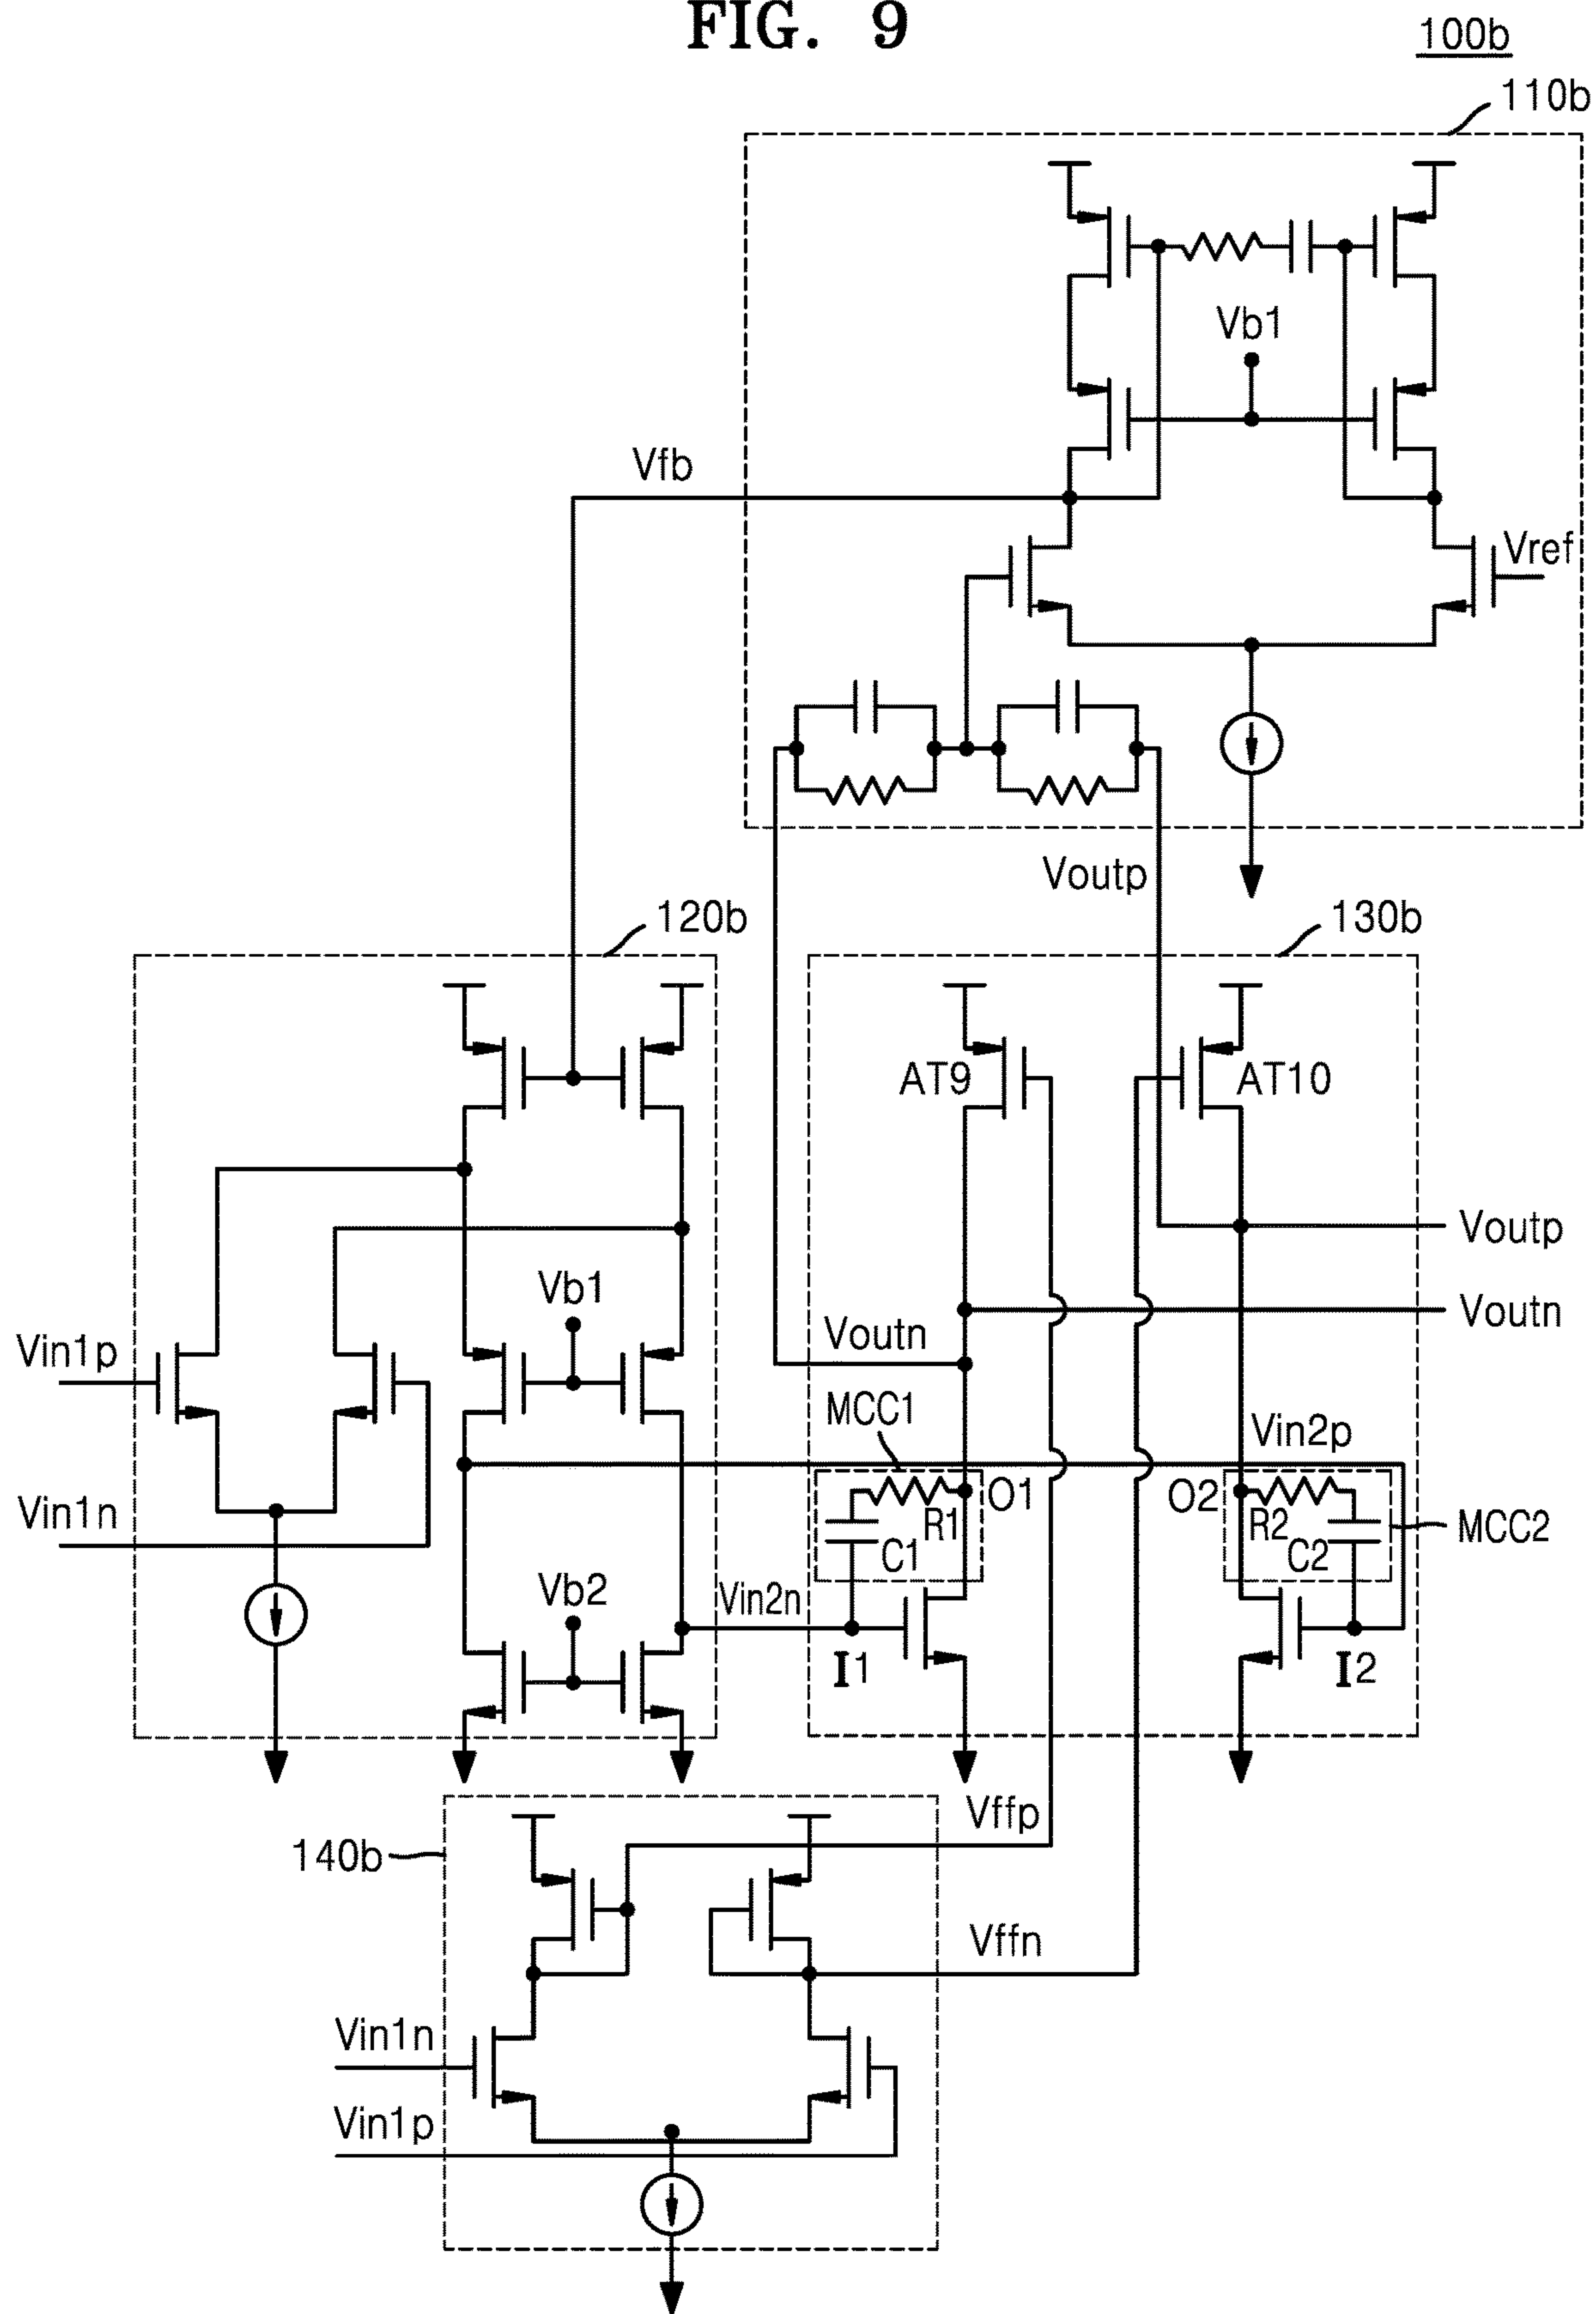 FIG. 9
100b
110b
Vb1
Vfb
Vref
Voutp
120b
130b
AT9
AT10
Voutp
Vb1
Voutn
Voutn
Vin1p
MCC1
Vin2p
Vin1n
O1
O2
R1
R2
MCC2
C1
C2
Vb2
Vin2n
I1
I2
Vffp
140b
Vffn
Vin1n
Vin1p